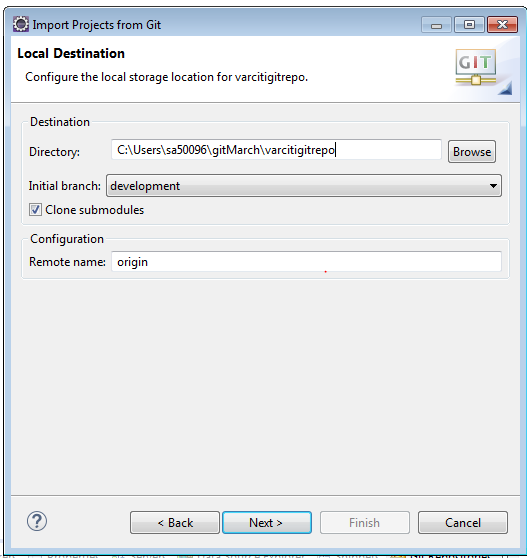 Import Projects from Git
Local Destination
Configure the local storage location for varcitigitrepo.
GIT
Destination
Directory: C:\Users\sa50096\gitMarch\varcitigitrepo Browse
Initial branch: development
Clone submodules
Configuration
Remote name: origin
? < Back Next > Finish Cancel